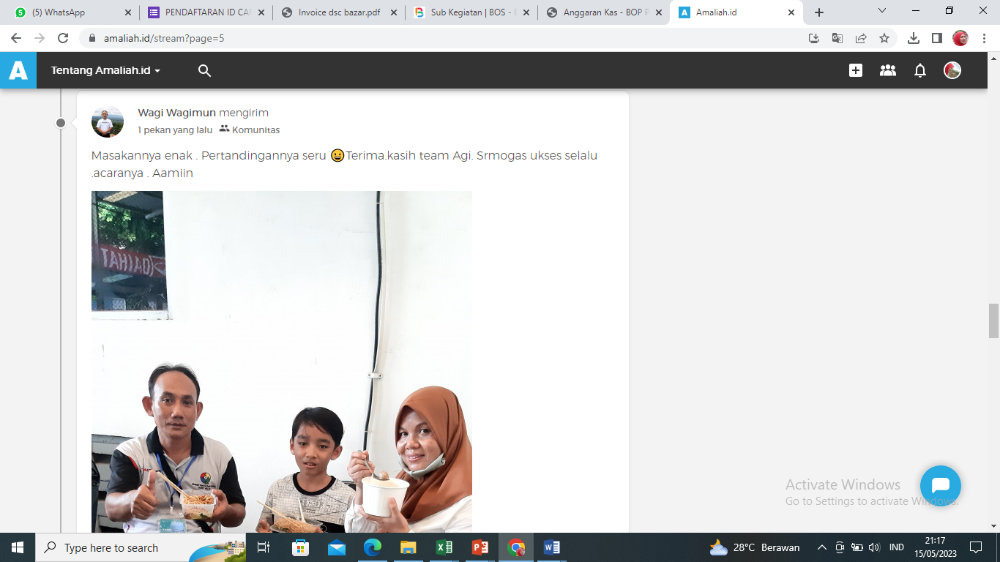 (5) WhatsApp
PENDAFTARAN ID CAR
Invoice dsc bazar.pdf
Sub Kegiatan | BOS - B
Anggaran Kas - BOP P
Amaliah.id
amaliah.id/stream?page=5
A Tentang Amaliah.id
Wagi Wagimun mengirim
1 pekan yang lalu Komunitas
Masakannya enak . Pertandingannya seru 😀Terima.kasih team Agi. Srmogas ukses selalu
.acaranya . Aamiin
Activate Windows
Go to Settings to activate Windows.
Type here to search
28°C Berawan
IND
21:17
15/05/2023